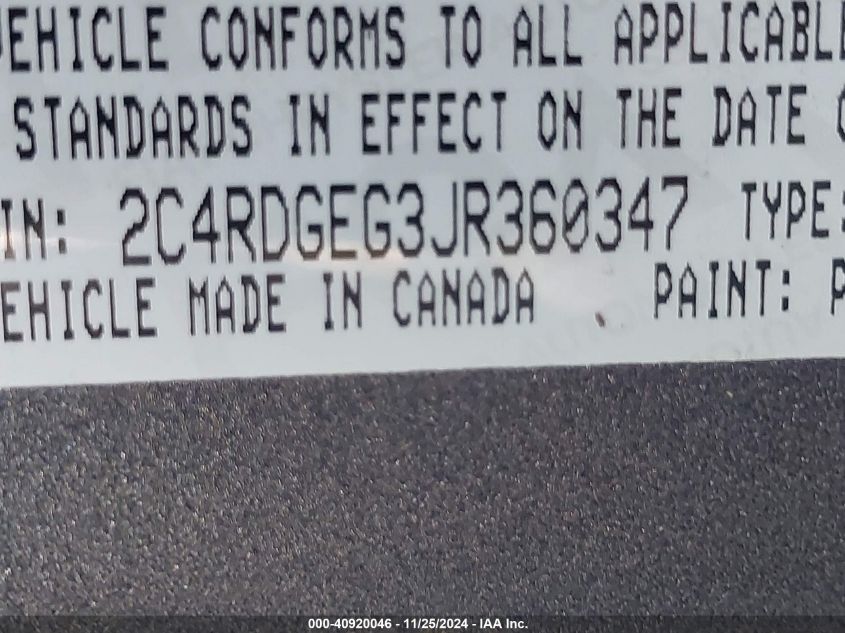 VEHICLE CONFORMS TO ALL APPLICABLE
STANDARDS IN EFFECT ON THE DATE
IN: 2C4RDGEG3JR360347 TYPE:
EHICLE MADE IN CANADA PAINT: P
000-40920046 - 11/25/2024 - IAA Inc.